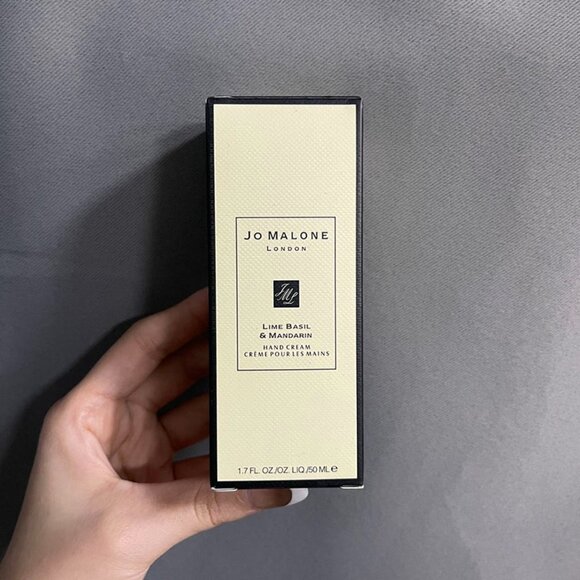 JO MALONE
LONDON
JML
LIME BASIL
& MANDARIN
HAND CREAM
CRÈME POUR LES MAINS
1.7 FL. OZ./OZ. LIQ./50 ML e